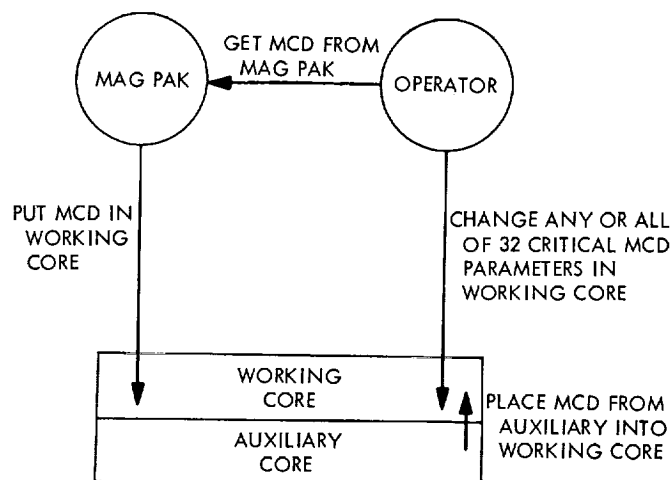 GET MCD FROM
MAG PAK
MAG PAK
OPERATOR
PUT MCD IN
WORKING
CORE
CHANGE ANY OR ALL
OF 32 CRITICAL MCD
PARAMETERS IN
WORKING CORE
WORKING
CORE
PLACE MCD FROM
AUXILIARY INTO
WORKING CORE
AUXILIARY
CORE